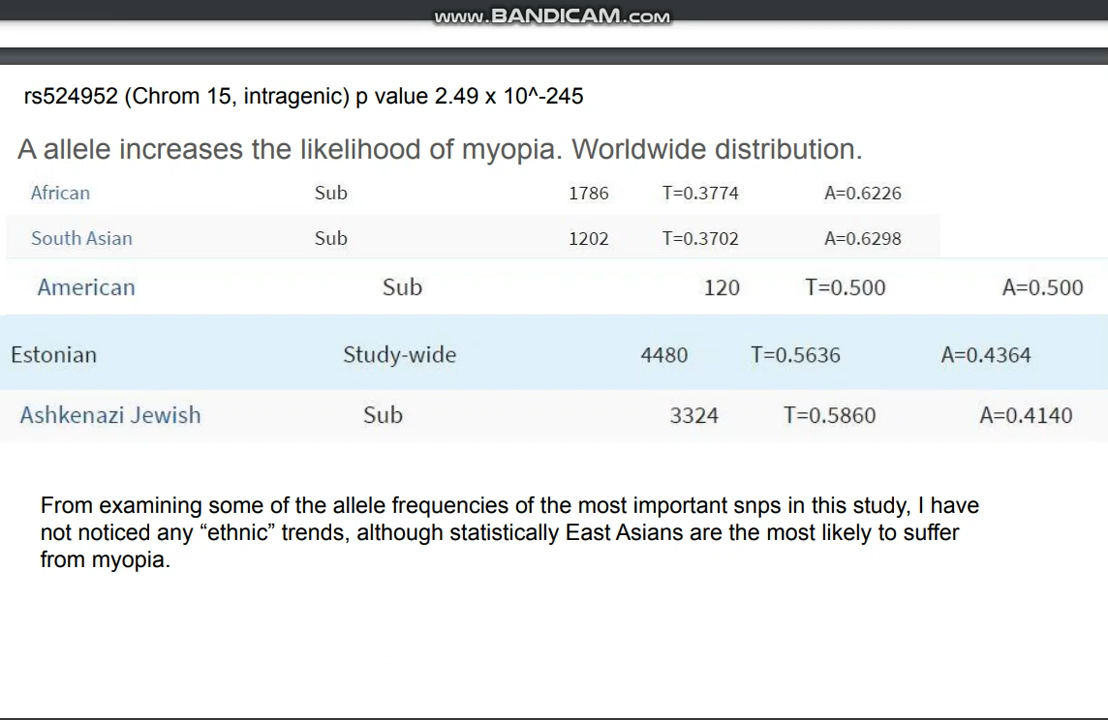 www.BANDICAM.com
rs524952 (Chrom 15, intragenic) p value 2.49 x 10^-245
A allele increases the likelihood of myopia. Worldwide distribution.
African Sub 1786 T=0.3774 A=0.6226
South Asian Sub 1202 T=0.3702 A=0.6298
American Sub 120 T=0.500 A=0.500
Estonian Study-wide 4480 T=0.5636 A=0.4364
Ashkenazi Jewish Sub 3324 T=0.5860 A=0.4140
From examining some of the allele frequencies of the most important snps in this study, I have
not noticed any “ethnic” trends, although statistically East Asians are the most likely to suffer
from myopia.